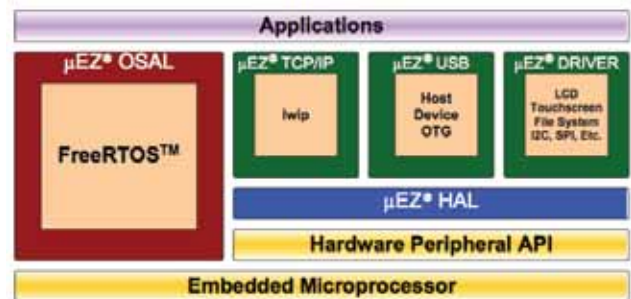 Applications
µEZ® OSAL
FreeRTOS™
µEZ® TCP/IP
lwip
µEZ® USB
Host
Device
OTG
µEZ® DRIVER
LCD
Touchscreen
File System
I2C, SPI, Etc.
µEZ® HAL
Hardware Peripheral API
Embedded Microprocessor